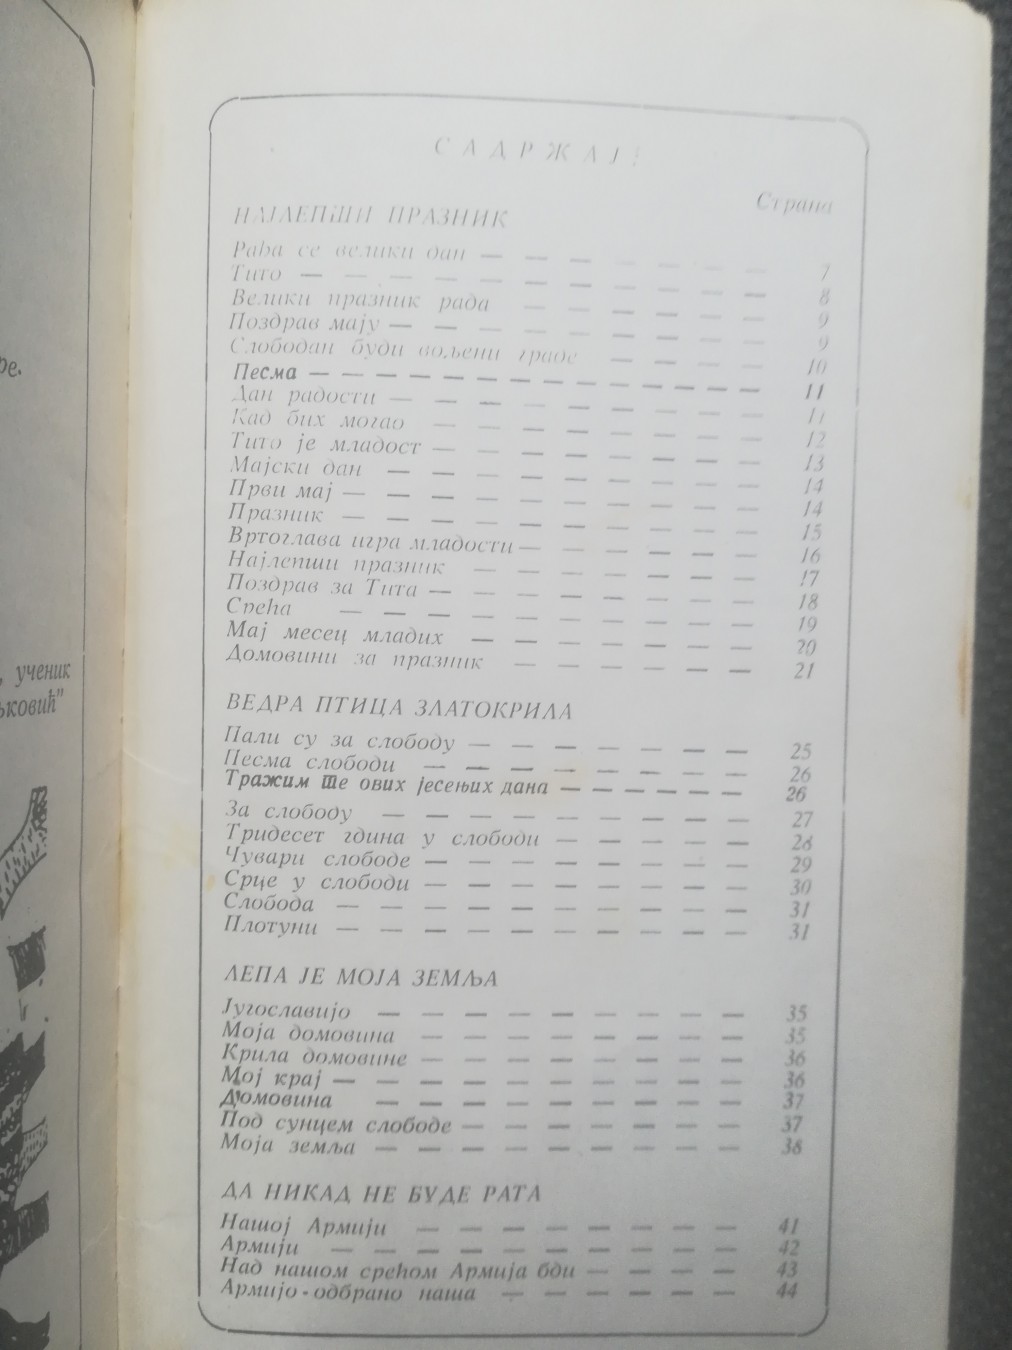 ре.
, ученик
ьковић"
САДРЖАЈ!
Страна
НАЈЛЕПШИ ПРАЗНИК
Рађа се велики дан — — — — — — — 7
Тито — — — — — — — — — — — 8
Велики празник рада — — — — — — 9
Поздрав мају — — — — — — — — — 9
Слободан буди вољени граде — — — — 10
Песма — — — — — — — — — — — — — 11
Дан радости — — — — — — — — — 11
Кад бих могао — — — — — — — — 12
Тито је младост — — — — — — — — 13
Мајски дан — — — — — — — — — 14
Први мај — — — — — — — — — — 14
Празник — — — — — — — — — — 15
Вртоглава игра младости — — — — — — 16
Најлепши празник — — — — — — — 17
Поздрав за Тита — — — — — — — — 18
Срећа — — — — — — — — — — 19
Мај месец младих — — — — — — — 20
Домовини за празник — — — — — — 21
ВЕДРА ПТИЦА ЗЛАТОКРИЛА
Пали су за слободу — — — — — — — 25
Песма слободи — — — — — — — — 26
Тражим те ових јесењих дана — — — — — — 26
За слободу — — — — — — — — — 27
Тридесет гдина у слободи — — — — — 28
Чувари слободе — — — — — — — — 29
Срце у слободи — — — — — — — — 30
Слобода — — — — — — — — — — 31
Плотуни — — — — — — — — — — 31
ЛЕПА ЈЕ МОЈА ЗЕМЉА
Југославијо — — — — — — — — — 35
Моја домовина — — — — — — — — 35
Крила домовине — — — — — — — — 36
Мој крај — — — — — — — — — — 36
Домовина — — — — — — — — — 37
Под сунцем слободе — — — — — — — 37
Моја земља — — — — — — — — — 38
ДА НИКАД НЕ БУДЕ РАТА
Нашој Армији — — — — — — — — 41
Армији — — — — — — — — — — 42
Над нашом срећом Армија бди — — — — 43
Армијо - одбрано наша — — — — — — 44